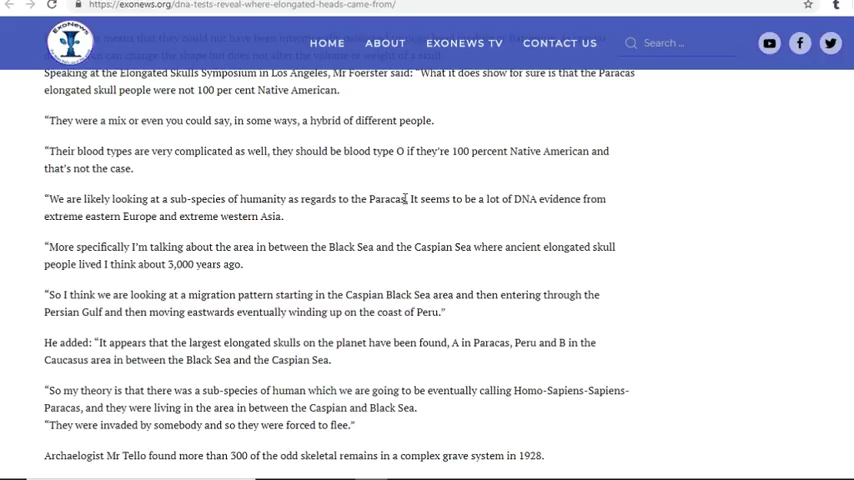 https://exonews.org/dna-tests-reveal-where-elongated-heads-came-from/
ExoNews
HOME ABOUT EXONEWS TV CONTACT US Search ...
Speaking at the Elongated Skulls Symposium in Los Angeles, Mr Foerster said: “What it does show for sure is that the Paracas
elongated skull people were not 100 per cent Native American.
“They were a mix or even you could say, in some ways, a hybrid of different people.
“Their blood types are very complicated as well, they should be blood type O if they’re 100 percent Native American and
that’s not the case.
“We are likely looking at a sub-species of humanity as regards to the Paracas. It seems to be a lot of DNA evidence from
extreme eastern Europe and extreme western Asia.
“More specifically I’m talking about the area in between the Black Sea and the Caspian Sea where ancient elongated skull
people lived I think about 3,000 years ago.
“So I think we are looking at a migration pattern starting in the Caspian Black Sea area and then entering through the
Persian Gulf and then moving eastwards eventually winding up on the coast of Peru.”
He added: “It appears that the largest elongated skulls on the planet have been found, A in Paracas, Peru and B in the
Caucasus area in between the Black Sea and the Caspian Sea.
“So my theory is that there was a sub-species of human which we are going to be eventually calling Homo-Sapiens-Sapiens-
Paracas, and they were living in the area in between the Caspian and Black Sea.
“They were invaded by somebody and so they were forced to flee.”
Archaelogist Mr Tello found more than 300 of the odd skeletal remains in a complex grave system in 1928.